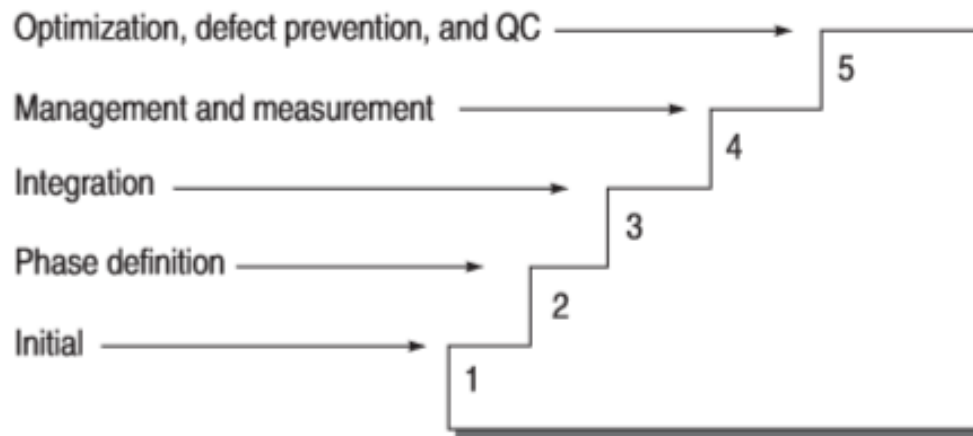 Optimization, defect prevention, and QC
5
Management and measurement
4
Integration
3
Phase definition
2
Initial
1